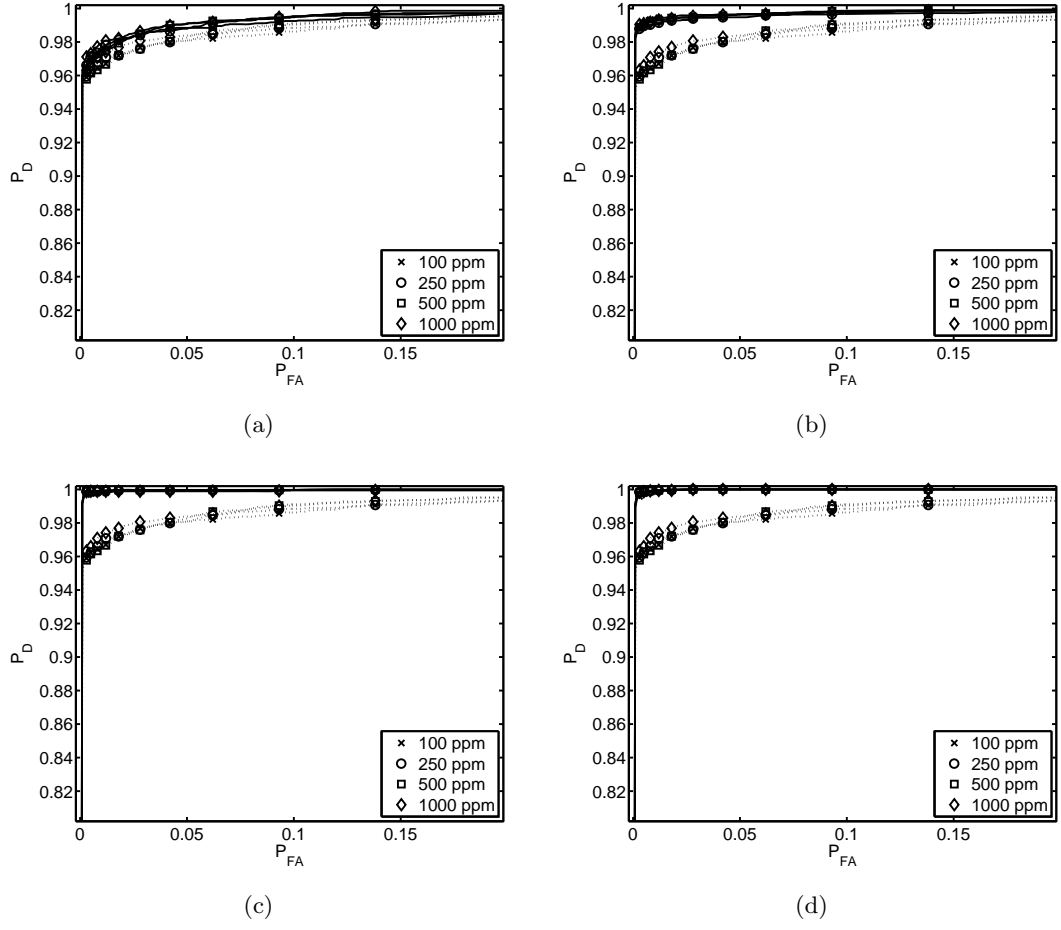 1
0.98
0.96
0.94
0.92
0.9
0.88
0.86
0.84
0.82
P_D
0
0.05
0.1
0.15
P_FA
100 ppm
250 ppm
500 ppm
1000 ppm
(a)
1
0.98
0.96
0.94
0.92
0.9
0.88
0.86
0.84
0.82
P_D
0
0.05
0.1
0.15
P_FA
100 ppm
250 ppm
500 ppm
1000 ppm
(b)
1
0.98
0.96
0.94
0.92
0.9
0.88
0.86
0.84
0.82
P_D
0
0.05
0.1
0.15
P_FA
100 ppm
250 ppm
500 ppm
1000 ppm
(c)
1
0.98
0.96
0.94
0.92
0.9
0.88
0.86
0.84
0.82
P_D
0
0.05
0.1
0.15
P_FA
100 ppm
250 ppm
500 ppm
1000 ppm
(d)